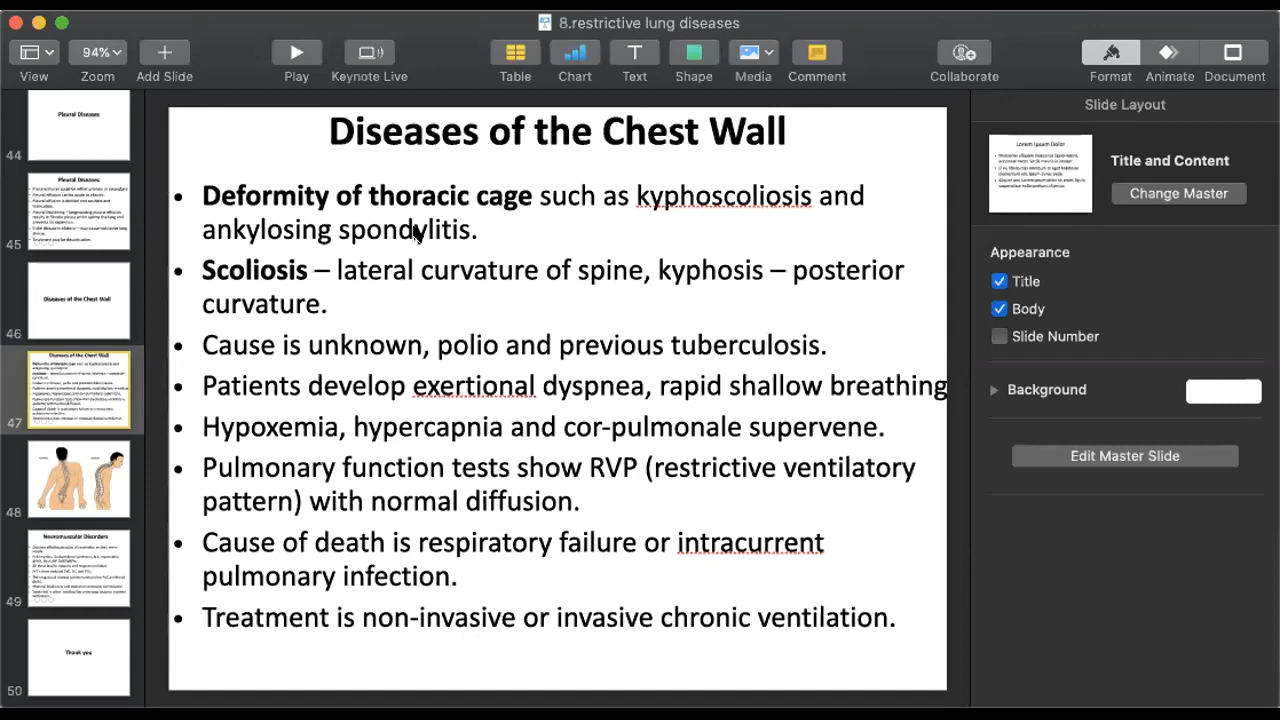 8.restrictive lung diseases
94%
View
Zoom
Add Slide
Play
Keynote Live
Table
Chart
Text
Shape
Media
Comment
Collaborate
Format
Animate
Document
Pleural Diseases
44
Pleural Diseases
45
Diseases of the Chest Wall
46
Diseases of the Chest Wall
47
48
Neuromuscular Disorders
49
Thank you
50
Diseases of the Chest Wall
• Deformity of thoracic cage such as kyphoscoliosis and
ankylosing spondylitis.
• Scoliosis – lateral curvature of spine, kyphosis – posterior
curvature.
• Cause is unknown, polio and previous tuberculosis.
• Patients develop exertional dyspnea, rapid shallow breathing
• Hypoxemia, hypercapnia and cor-pulmonale supervene.
• Pulmonary function tests show RVP (restrictive ventilatory
pattern) with normal diffusion.
• Cause of death is respiratory failure or intracurrent
pulmonary infection.
• Treatment is non-invasive or invasive chronic ventilation.
Slide Layout
Lorem Ipsum Dolor
Title and Content
Change Master
Appearance
Title
Body
Slide Number
Background
Edit Master Slide